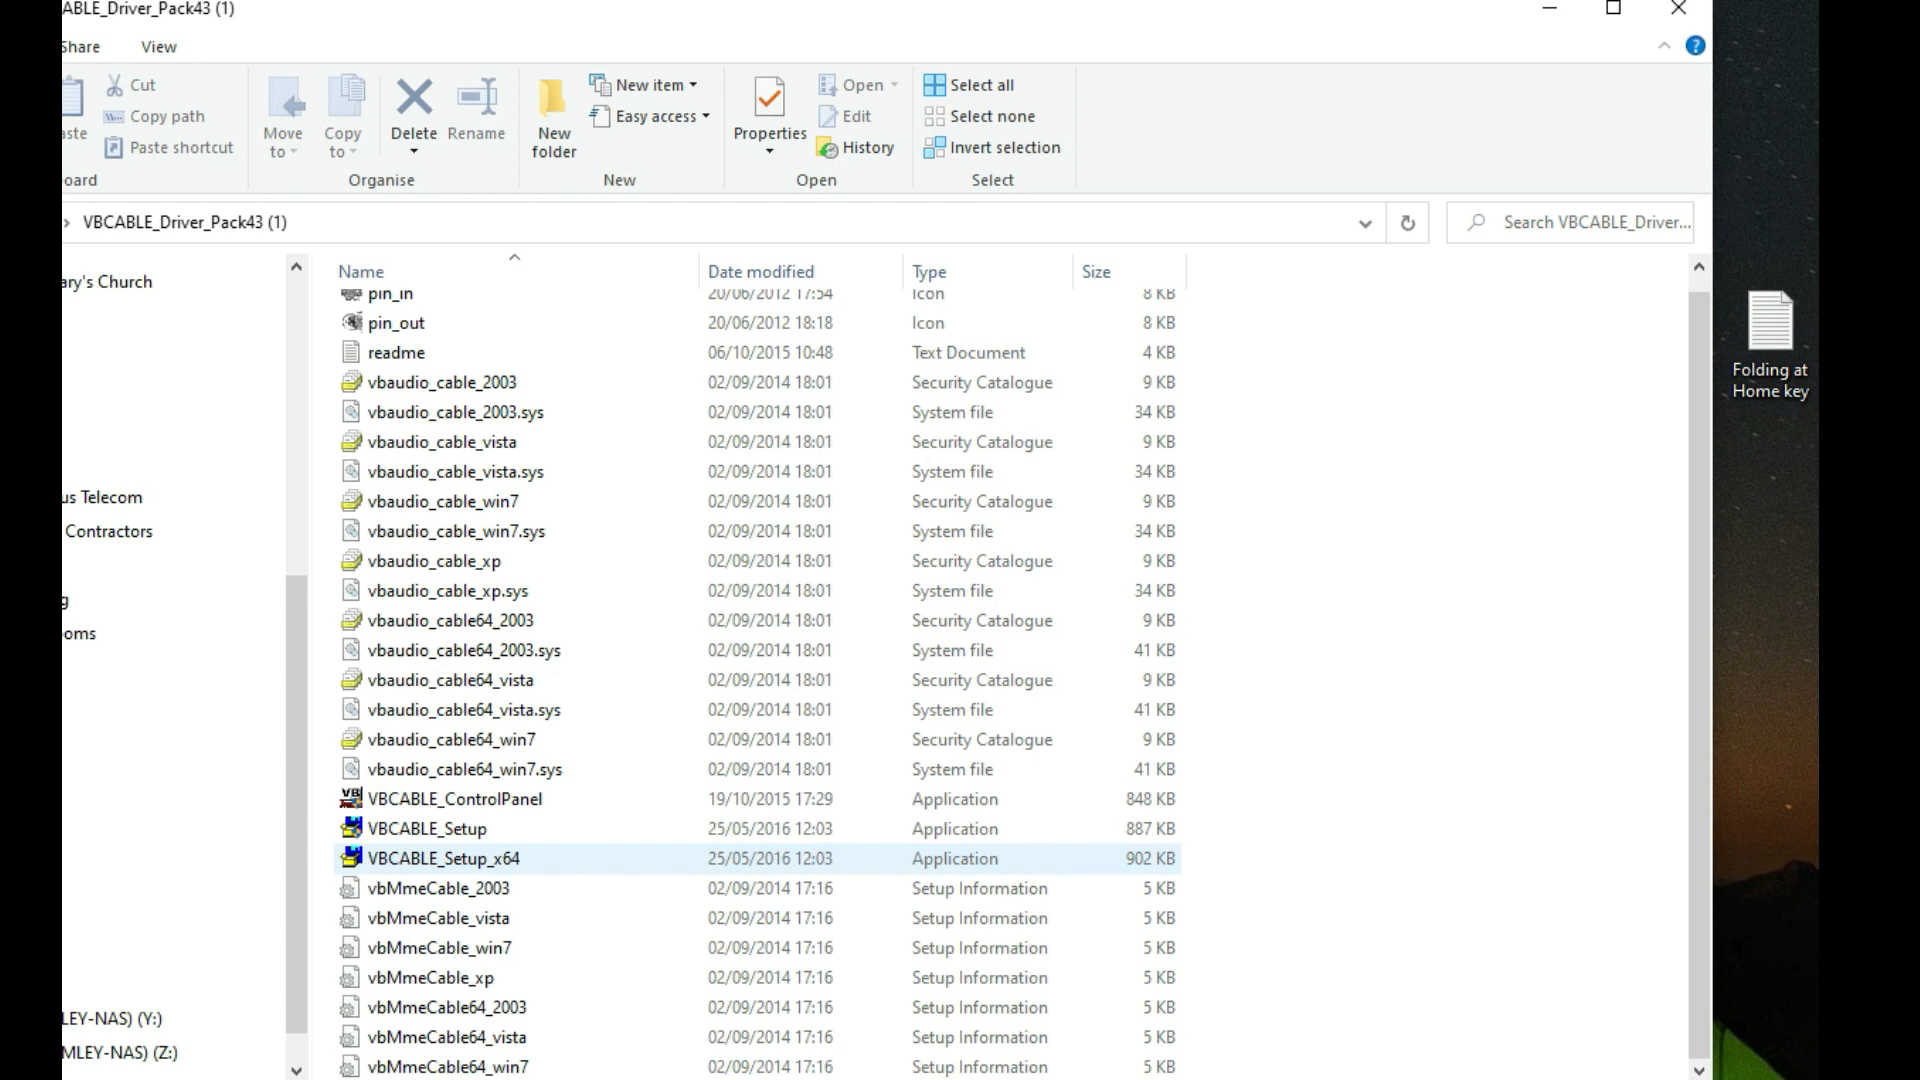 ABLE_Driver_Pack43 (1)
Share View
Cut
Copy path
Paste shortcut
aste
oard
Move to
Copy to
Delete
Rename
Organise
New folder
New item
Easy access
New
Properties
Open
Edit
History
Open
Select all
Select none
Invert selection
Select
VBCABLE_Driver_Pack43 (1)
Search VBCABLE_Driver...
ary's Church
us Telecom
Contractors
g
ooms
LEY-NAS) (Y:)
MLEY-NAS) (Z:)
Name Date modified Type Size
pin_in 20/06/2012 17:54 Icon 8 KB
pin_out 20/06/2012 18:18 Icon 8 KB
readme 06/10/2015 10:48 Text Document 4 KB
vbaudio_cable_2003 02/09/2014 18:01 Security Catalogue 9 KB
vbaudio_cable_2003.sys 02/09/2014 18:01 System file 34 KB
vbaudio_cable_vista 02/09/2014 18:01 Security Catalogue 9 KB
vbaudio_cable_vista.sys 02/09/2014 18:01 System file 34 KB
vbaudio_cable_win7 02/09/2014 18:01 Security Catalogue 9 KB
vbaudio_cable_win7.sys 02/09/2014 18:01 System file 34 KB
vbaudio_cable_xp 02/09/2014 18:01 Security Catalogue 9 KB
vbaudio_cable_xp.sys 02/09/2014 18:01 System file 34 KB
vbaudio_cable64_2003 02/09/2014 18:01 Security Catalogue 9 KB
vbaudio_cable64_2003.sys 02/09/2014 18:01 System file 41 KB
vbaudio_cable64_vista 02/09/2014 18:01 Security Catalogue 9 KB
vbaudio_cable64_vista.sys 02/09/2014 18:01 System file 41 KB
vbaudio_cable64_win7 02/09/2014 18:01 Security Catalogue 9 KB
vbaudio_cable64_win7.sys 02/09/2014 18:01 System file 41 KB
VBCABLE_ControlPanel 19/10/2015 17:29 Application 848 KB
VBCABLE_Setup 25/05/2016 12:03 Application 887 KB
VBCABLE_Setup_x64 25/05/2016 12:03 Application 902 KB
vbMmeCable_2003 02/09/2014 17:16 Setup Information 5 KB
vbMmeCable_vista 02/09/2014 17:16 Setup Information 5 KB
vbMmeCable_win7 02/09/2014 17:16 Setup Information 5 KB
vbMmeCable_xp 02/09/2014 17:16 Setup Information 5 KB
vbMmeCable64_2003 02/09/2014 17:16 Setup Information 5 KB
vbMmeCable64_vista 02/09/2014 17:16 Setup Information 5 KB
vbMmeCable64_win7 02/09/2014 17:16 Setup Information 5 KB
Folding at
Home key